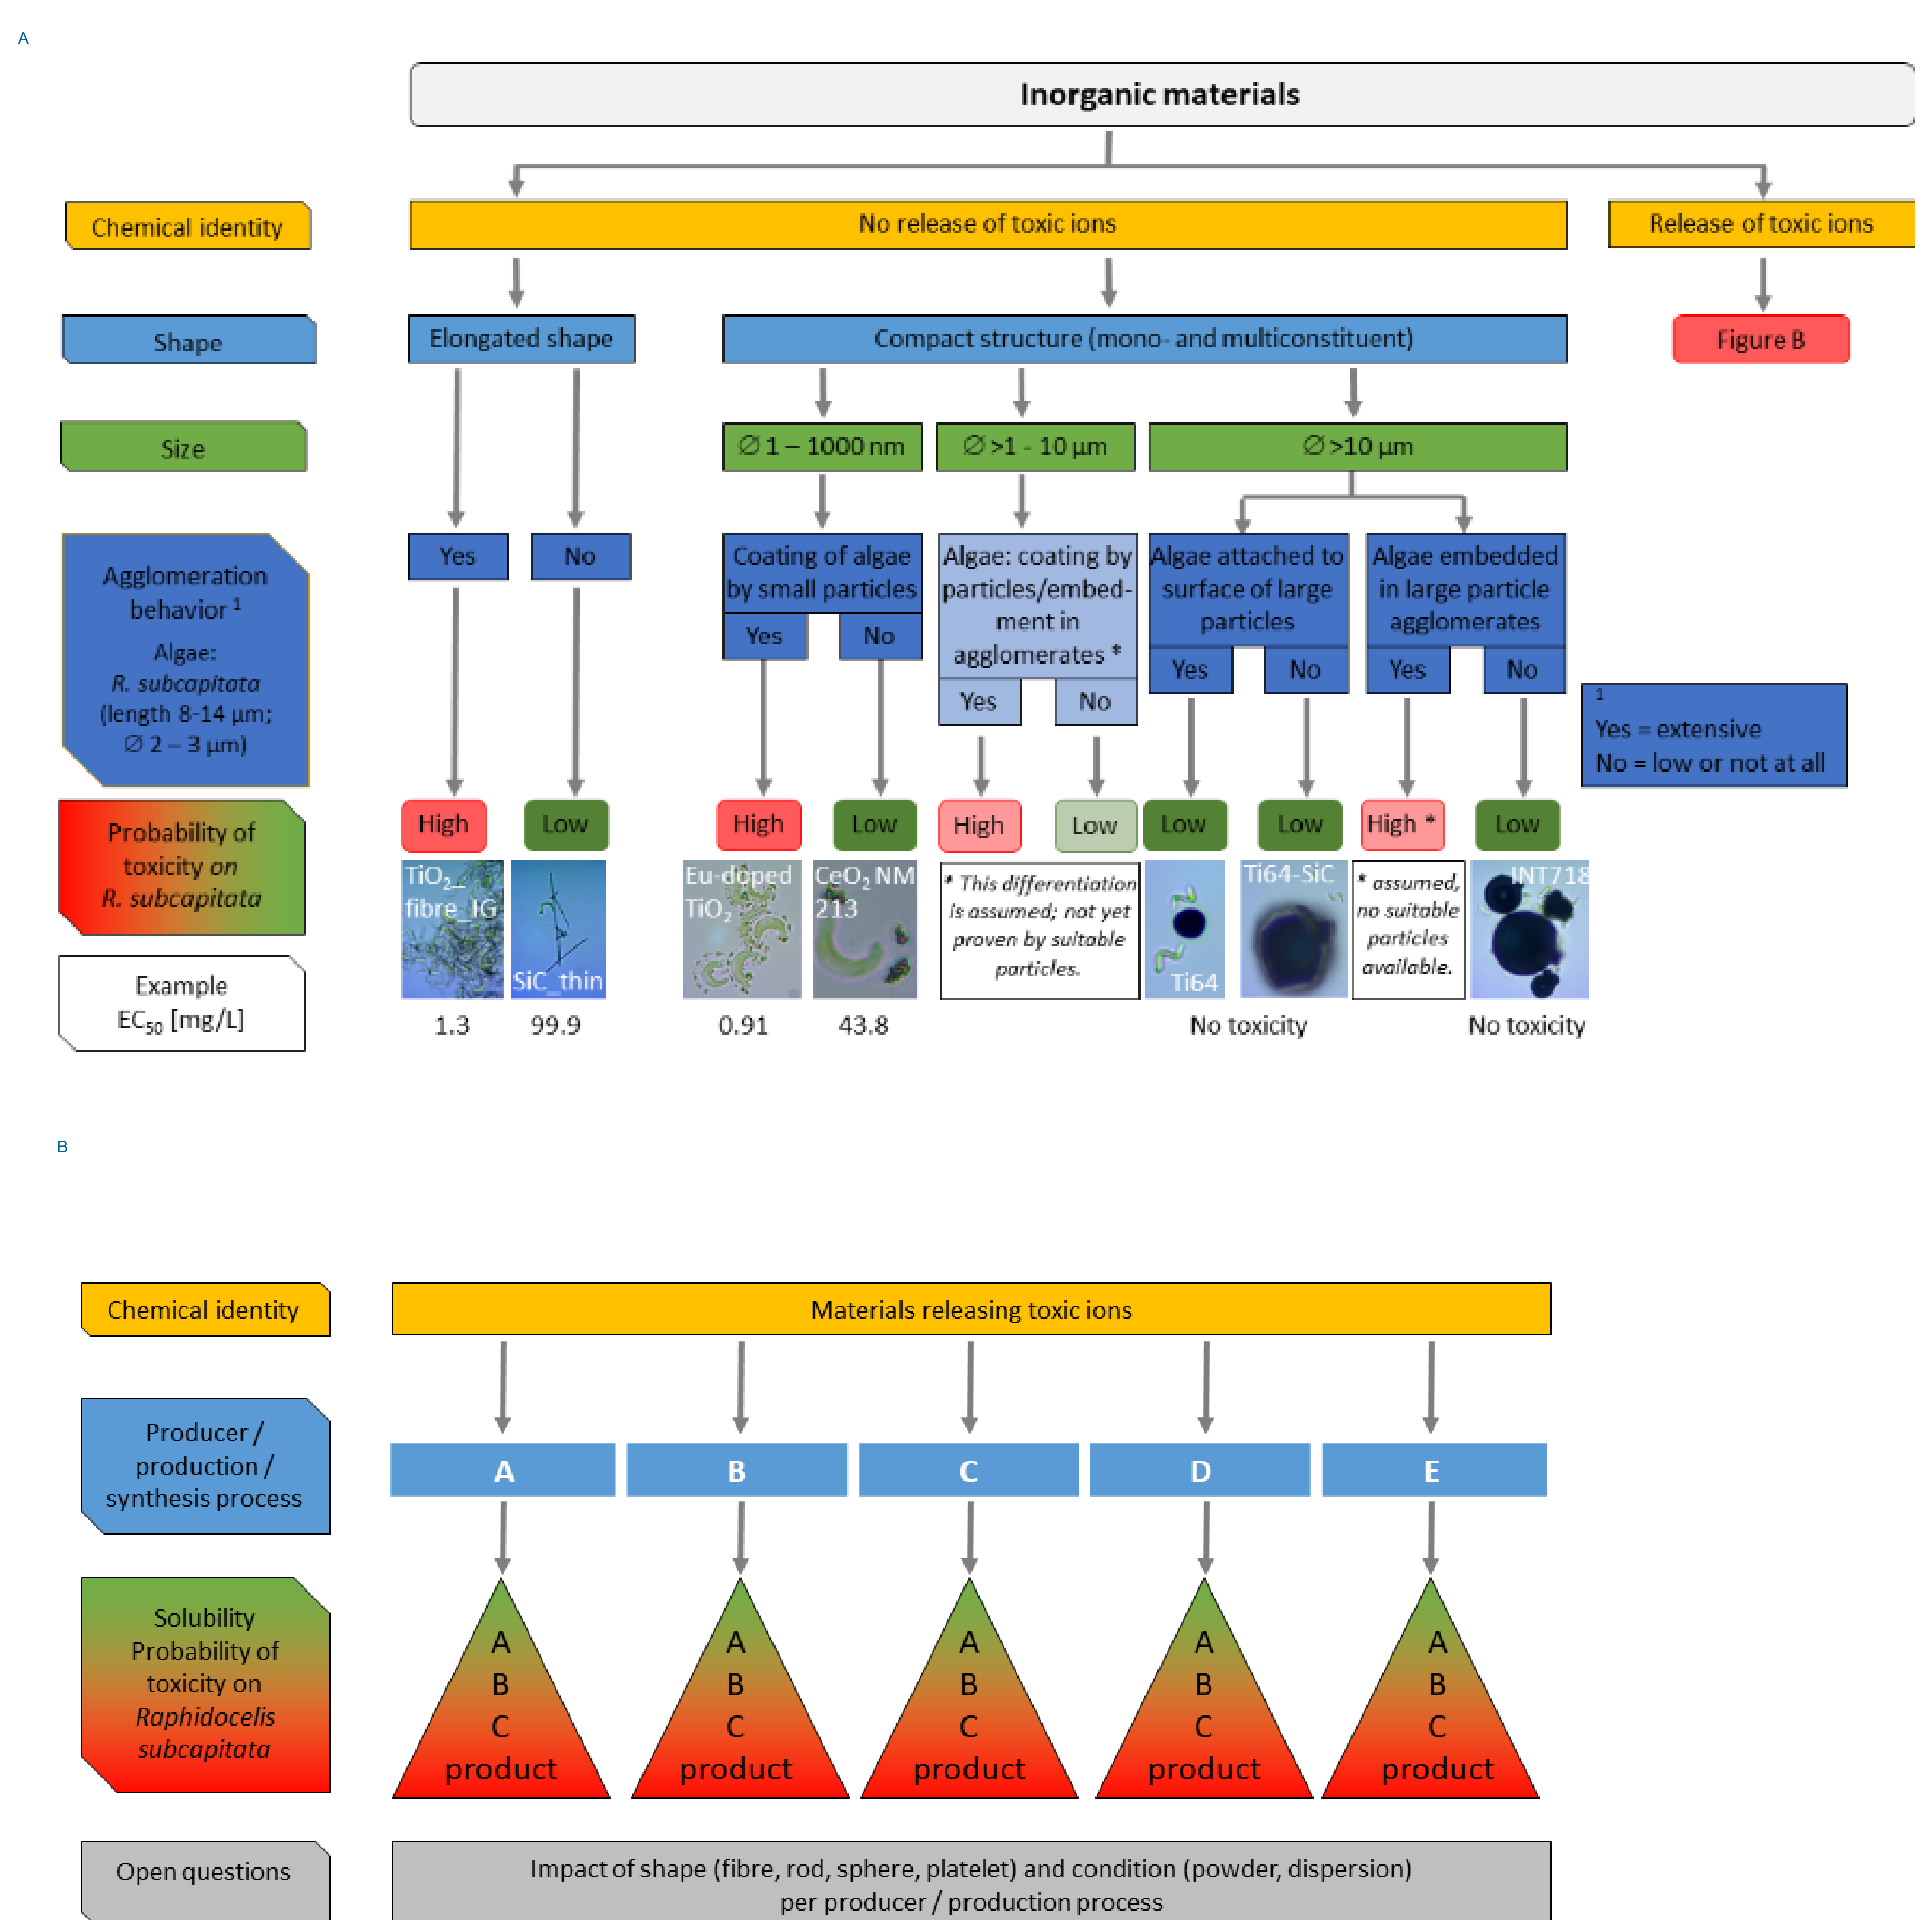 A
Inorganic materials
Chemical identity
No release of toxic ions
Release of toxic ions
Shape
Elongated shape
Compact structure (mono- and multiconstituent)
Figure B
Size
∅ 1 – 1000 nm
∅ >1 - 10 µm
∅ >10 µm
Agglomeration
behavior 1
Algae:
R. subcapitata
(length 8-14 µm;
∅ 2 – 3 µm)
Yes
No
Coating of algae
by small particles
Yes
No
Algae: coating by
particles/embed-
ment in
agglomerates *
Yes
No
Algae attached to
surface of large
particles
Yes
No
Algae embedded
in large particle
agglomerates
Yes
No
1
Yes = extensive
No = low or not at all
Probability of
toxicity on
R. subcapitata
High
Low
High
Low
High
Low
Low
Low
High *
Low
TiO2_
fibre_IG
SiC_thin
Eu-doped
TiO2
CeO2 NM
213
* This differentiation
is assumed; not yet
proven by suitable
particles.
Ti64
Ti64-SiC
* assumed,
no suitable
particles
available.
INT718
Example
EC50 [mg/L]
1.3
99.9
0.91
43.8
No toxicity
No toxicity
B
Chemical identity
Materials releasing toxic ions
Producer /
production /
synthesis process
A
B
C
D
E
Solubility
Probability of
toxicity on
Raphidocelis
subcapitata
A
B
C
product
A
B
C
product
A
B
C
product
A
B
C
product
A
B
C
product
Open questions
Impact of shape (fibre, rod, sphere, platelet) and condition (powder, dispersion)
per producer / production process